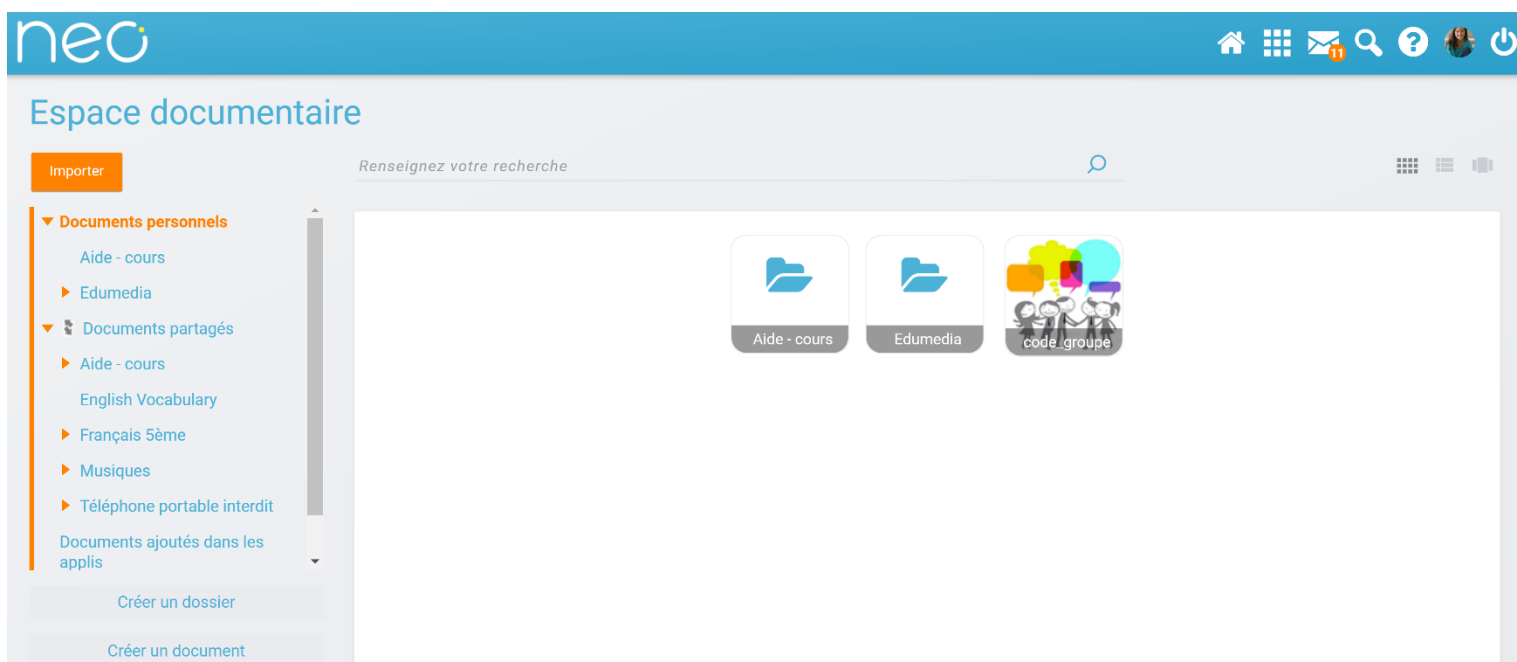 neo
11
Espace documentaire
Importer
Renseignez votre recherche
Documents personnels
Aide - cours
Edumedia
Documents partagés
Aide - cours
English Vocabulary
Français 5ème
Musiques
Téléphone portable interdit
Documents ajoutés dans les
applis
Créer un dossier
Créer un document
Aide - cours
Edumedia
code_groupe